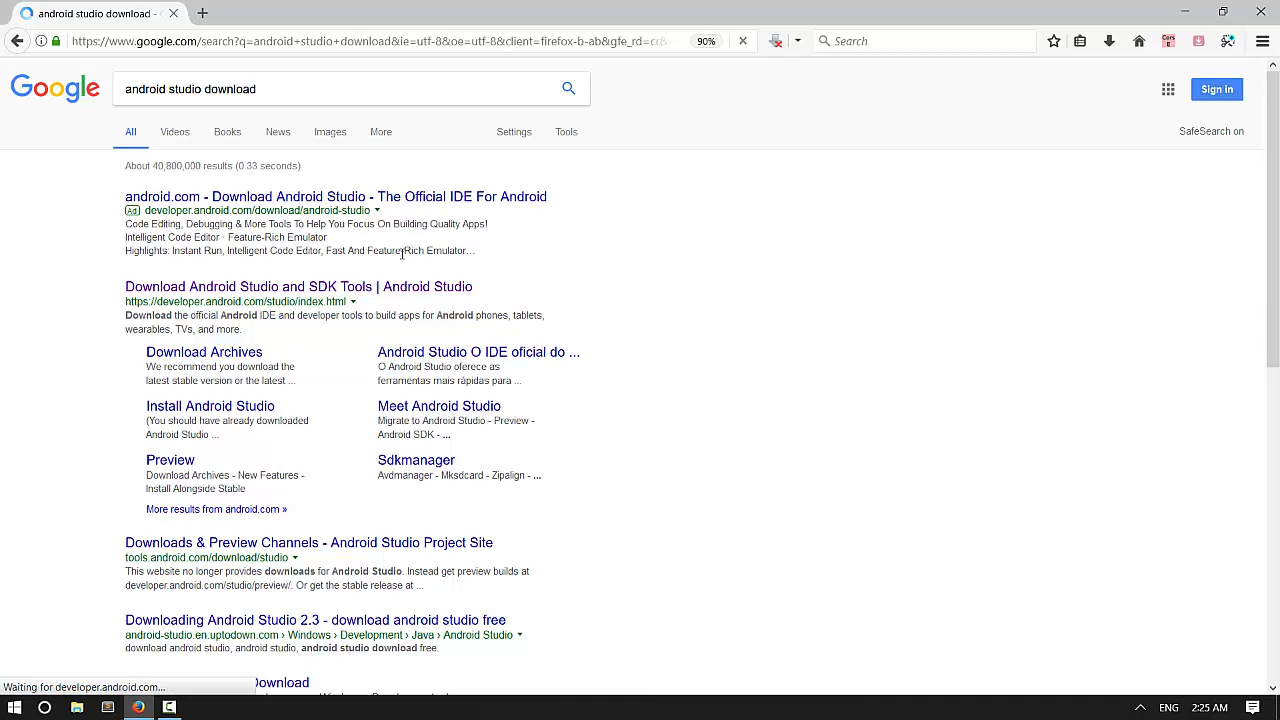 android studio download - G
https://www.google.com/search?q=android+studio+download&ie=utf-8&oe=utf-8&client=firefox-b-ab&gfe_rd=cr&
90%
Search
Google
android studio download
Sign in
All
Videos
Books
News
Images
More
Settings
Tools
SafeSearch on
About 40,800,000 results (0.33 seconds)
android.com - Download Android Studio - The Official IDE For Android
Ad developer.android.com/download/android-studio
Code Editing, Debugging & More Tools To Help You Focus On Building Quality Apps!
Intelligent Code Editor · Feature-Rich Emulator
Highlights: Instant Run, Intelligent Code Editor, Fast And Feature-Rich Emulator…
Download Android Studio and SDK Tools | Android Studio
https://developer.android.com/studio/index.html
Download the official Android IDE and developer tools to build apps for Android phones, tablets,
wearables, TVs, and more.
Download Archives
We recommend you download the
latest stable version or the latest ...
Android Studio O IDE oficial do ...
O Android Studio oferece as
ferramentas mais rápidas para ...
Install Android Studio
(You should have already downloaded
Android Studio ...
Meet Android Studio
Migrate to Android Studio - Preview -
Android SDK - ...
Preview
Download Archives - New Features -
Install Alongside Stable
Sdkmanager
Avdmanager - Mksdcard - Zipalign - ...
More results from android.com »
Downloads & Preview Channels - Android Studio Project Site
tools.android.com/download/studio
This website no longer provides downloads for Android Studio. Instead get preview builds at
developer.android.com/studio/preview/. Or get the stable release at ...
Downloading Android Studio 2.3 - download android studio free
android-studio.en.uptodown.com › Windows › Development › Java › Android Studio
download android studio, android studio, android studio download free.
Download
Waiting for developer.android.com...
ENG
2:25 AM